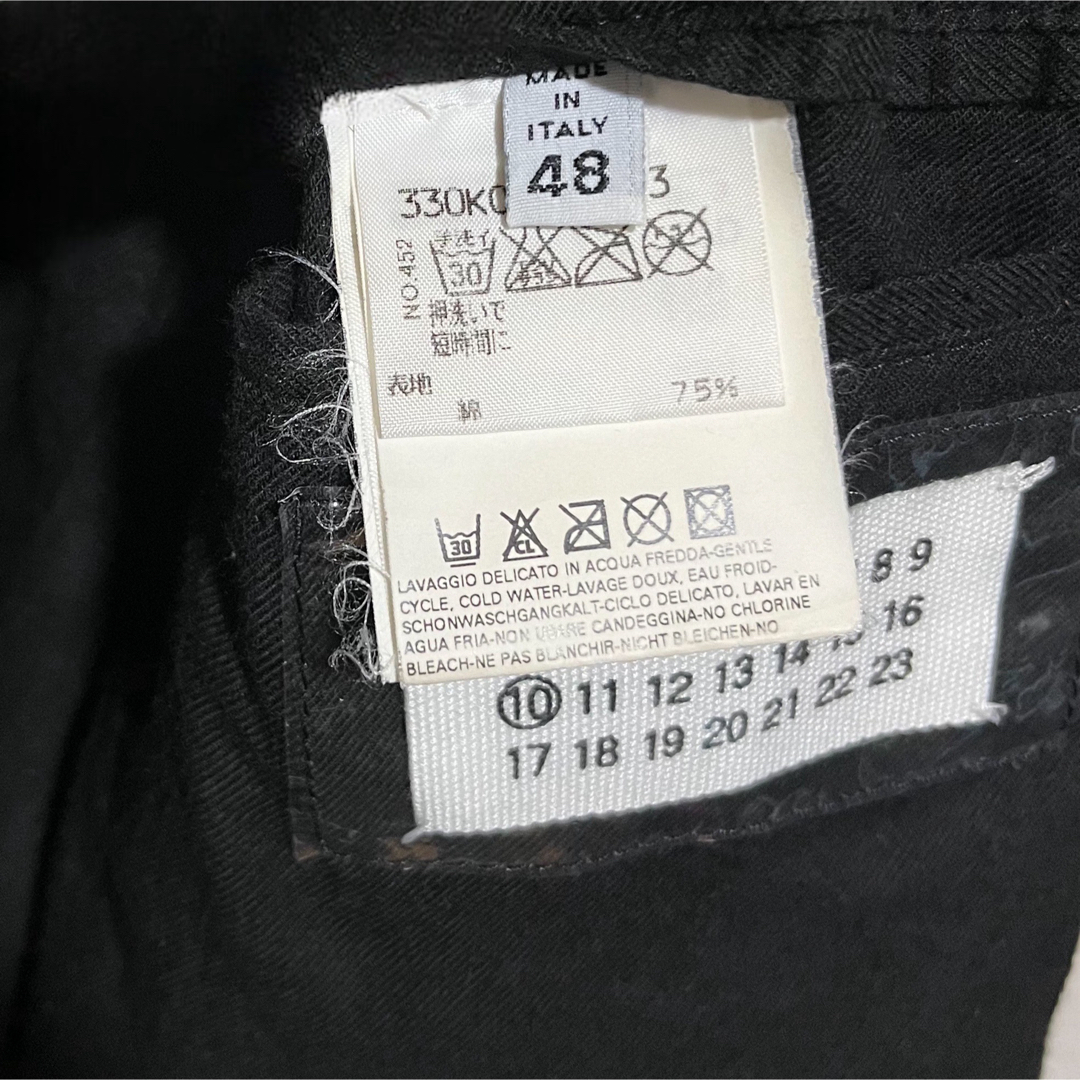 MADE
IN
ITALY
48
330K
3
NO.452
30
押洗いで
短時間に
表地
綿 75%
30 CL
LAVAGGIO DELICATO IN ACQUA FREDDA-GENTLE
CYCLE, COLD WATER-LAVAGE DOUX, EAU FROID-
SCHONWASCHGANGKALT-CICLO DELICATO, LAVAR EN
AGUA FRIA-NON CANDEGGINA-NO CHLORINE
BLEACH-NE PAS BLANCHIR-NICHT BLEICHEN-NO
8 9
10 11 12 13 14 15 16
17 18 19 20 21 22 23